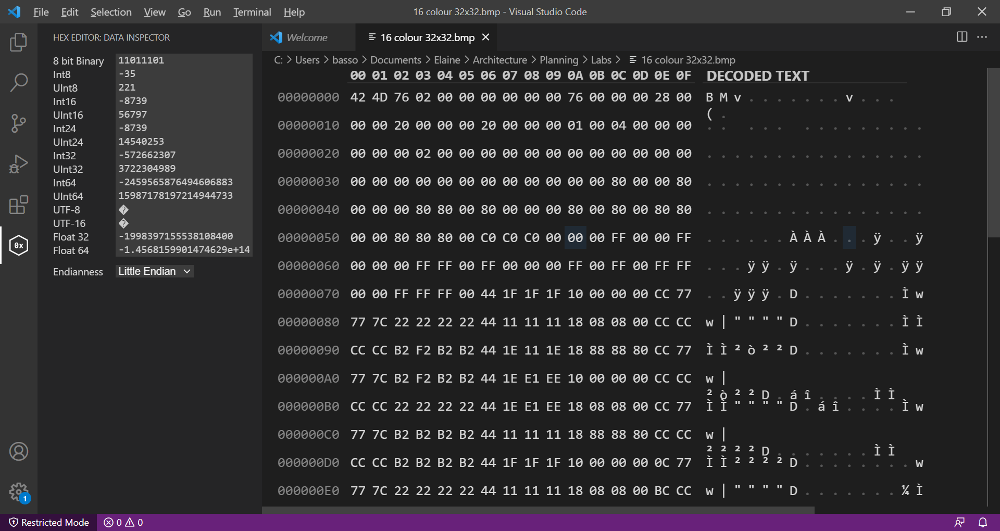 File Edit Selection View Go Run Terminal Help 16 colour 32x32.bmp - Visual Studio Code
HEX EDITOR: DATA INSPECTOR
8 bit Binary 11011101
Int8 -35
UInt8 221
Int16 -8739
UInt16 56797
Int24 -8739
UInt24 14540253
Int32 -572662307
UInt32 3722304989
Int64 -2459565876494606883
UInt64 15987178197214944733
UTF-8 �
UTF-16 �
Float 32 -1998397155538108400
Float 64 -1.4568159901474629e+14
Endianness Little Endian
Welcome 16 colour 32x32.bmp
C: > Users > basso > Documents > Elaine > Architecture > Planning > Labs > 16 colour 32x32.bmp
00 01 02 03 04 05 06 07 08 09 0A 0B 0C 0D 0E 0F DECODED TEXT
00000000 42 4D 76 02 00 00 00 00 00 00 76 00 00 00 28 00 B M v . . . . . . . v . . .
( .
00000010 00 00 20 00 00 00 20 00 00 00 01 00 04 00 00 00 . . . . . . . . . . . . . .
00000020 00 00 00 02 00 00 00 00 00 00 00 00 00 00 00 00 . . . . . . . . . . . . . . . .
00000030 00 00 00 00 00 00 00 00 00 00 00 00 80 00 00 80 . . . . . . . . . . . . . . . .
00000040 00 00 00 80 80 00 80 00 00 00 80 00 80 00 80 80 . . . . . . . . . . . . . . . .
00000050 00 00 80 80 80 00 C0 C0 C0 00 00 00 FF 00 00 FF . . . . . . À À À . . . ÿ . . ÿ
00000060 00 00 00 FF FF 00 FF 00 00 00 FF 00 FF 00 FF FF . . . ÿ ÿ . ÿ . . . ÿ . ÿ . ÿ ÿ
00000070 00 00 FF FF FF 00 44 1F 1F 1F 10 00 00 00 CC 77 . . ÿ ÿ ÿ . D . . . . . . . Ì w
00000080 77 7C 22 22 22 22 44 11 11 11 18 08 08 00 CC CC w | " " " " D . . . . . . . Ì Ì
00000090 CC CC B2 F2 B2 B2 44 1E 11 1E 18 88 88 80 CC 77 Ì Ì ² ò ² ² D . . . . . . . Ì w
000000A0 77 7C B2 F2 B2 B2 44 1E E1 EE 10 00 00 00 CC CC w |
² ò ² ² D . á î . . . . Ì Ì
000000B0 CC CC 22 22 22 22 44 1E E1 EE 18 08 08 00 CC 77 Ì Ì " " " " D . á î . . . . Ì w
000000C0 77 7C B2 B2 B2 B2 44 11 11 11 18 88 88 80 CC CC w |
² ² ² ² D . . . . . . . Ì Ì
000000D0 CC CC B2 B2 B2 B2 44 1F 1F 1F 10 00 00 00 0C 77 Ì Ì ² ² ² ² D . . . . . . . . w
000000E0 77 7C 22 22 22 22 44 11 11 11 18 08 08 00 BC CC w | " " " " D . . . . . . . ¼ Ì
0x
1
Restricted Mode 0 0